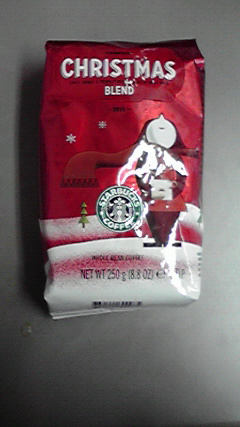 CHRISTMAS
BLEND
STARBUCKS
COFFEE
WHOLE BEAN COFFEE
NET WT 250 g (8.8 OZ)